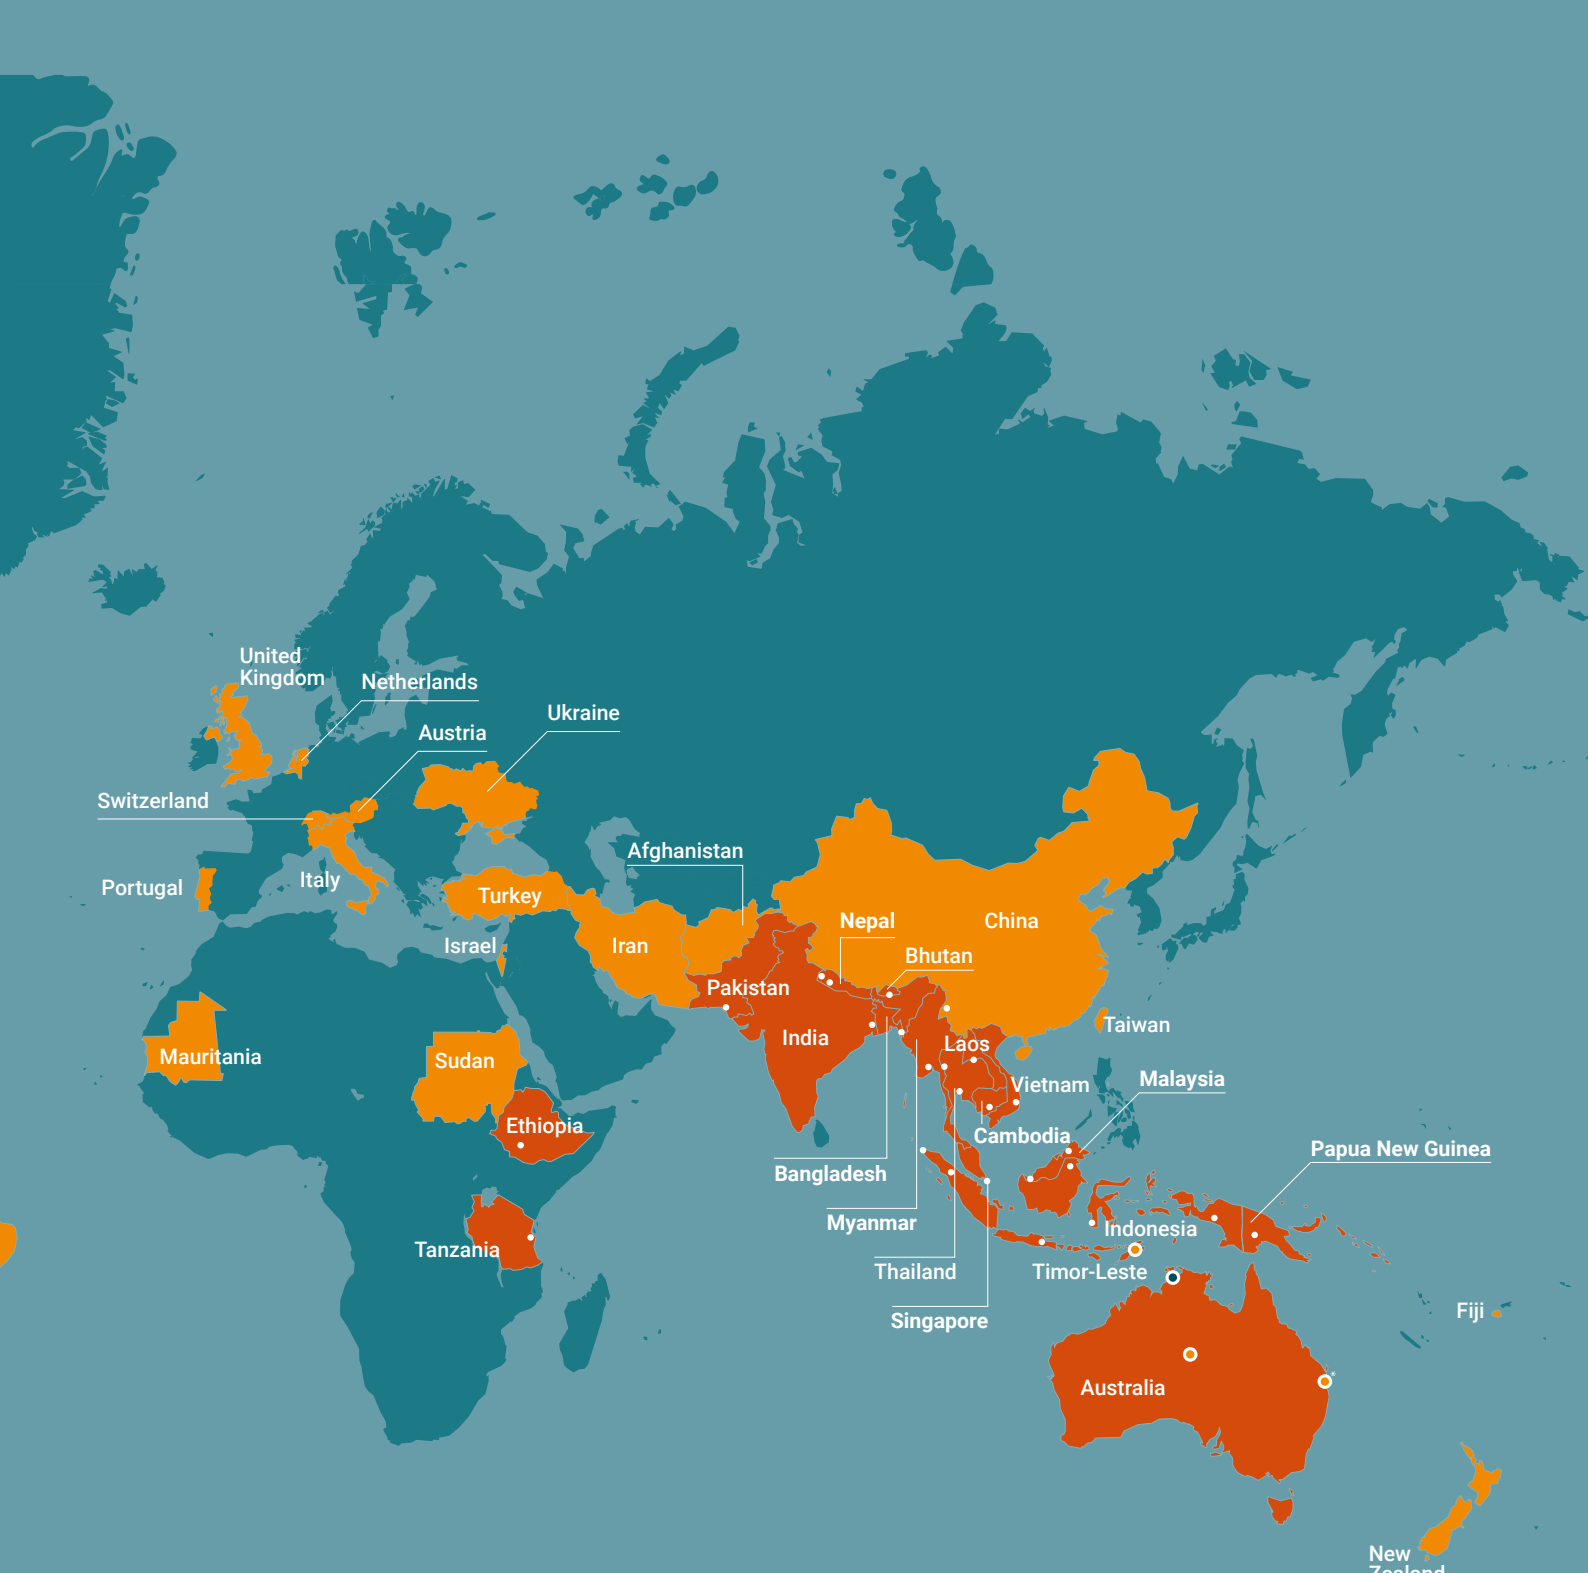 United
Kingdom
Netherlands
Ukraine
Austria
Switzerland
Afghanistan
Portugal
Italy
Turkey
Nepal
China
Israel
Iran
Bhutan
Pakistan
Taiwan
India
Laos
Mauritania
Sudan
Malaysia
Vietnam
Ethiopia
Cambodia
Papua New Guinea
Bangladesh
Myanmar
Indonesia
Tanzania
Thailand
Timor-Leste
Fiji
Singapore
Australia
New
Zealand